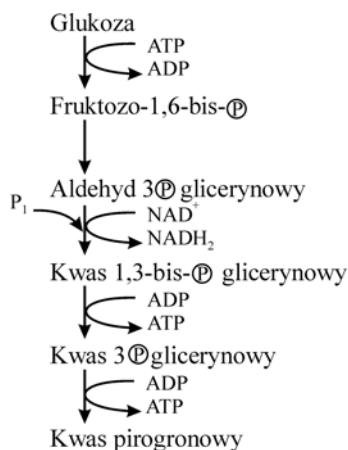 Glukoza
ATP
ADP
Fruktozo-1,6-bis-Ⓟ
Aldehyd 3Ⓟ glicerynowy
P₁
NAD⁺
NADH₂
Kwas 1,3-bis-Ⓟ glicerynowy
ADP
ATP
Kwas 3Ⓟglicerynowy
ADP
ATP
Kwas pirogronowy